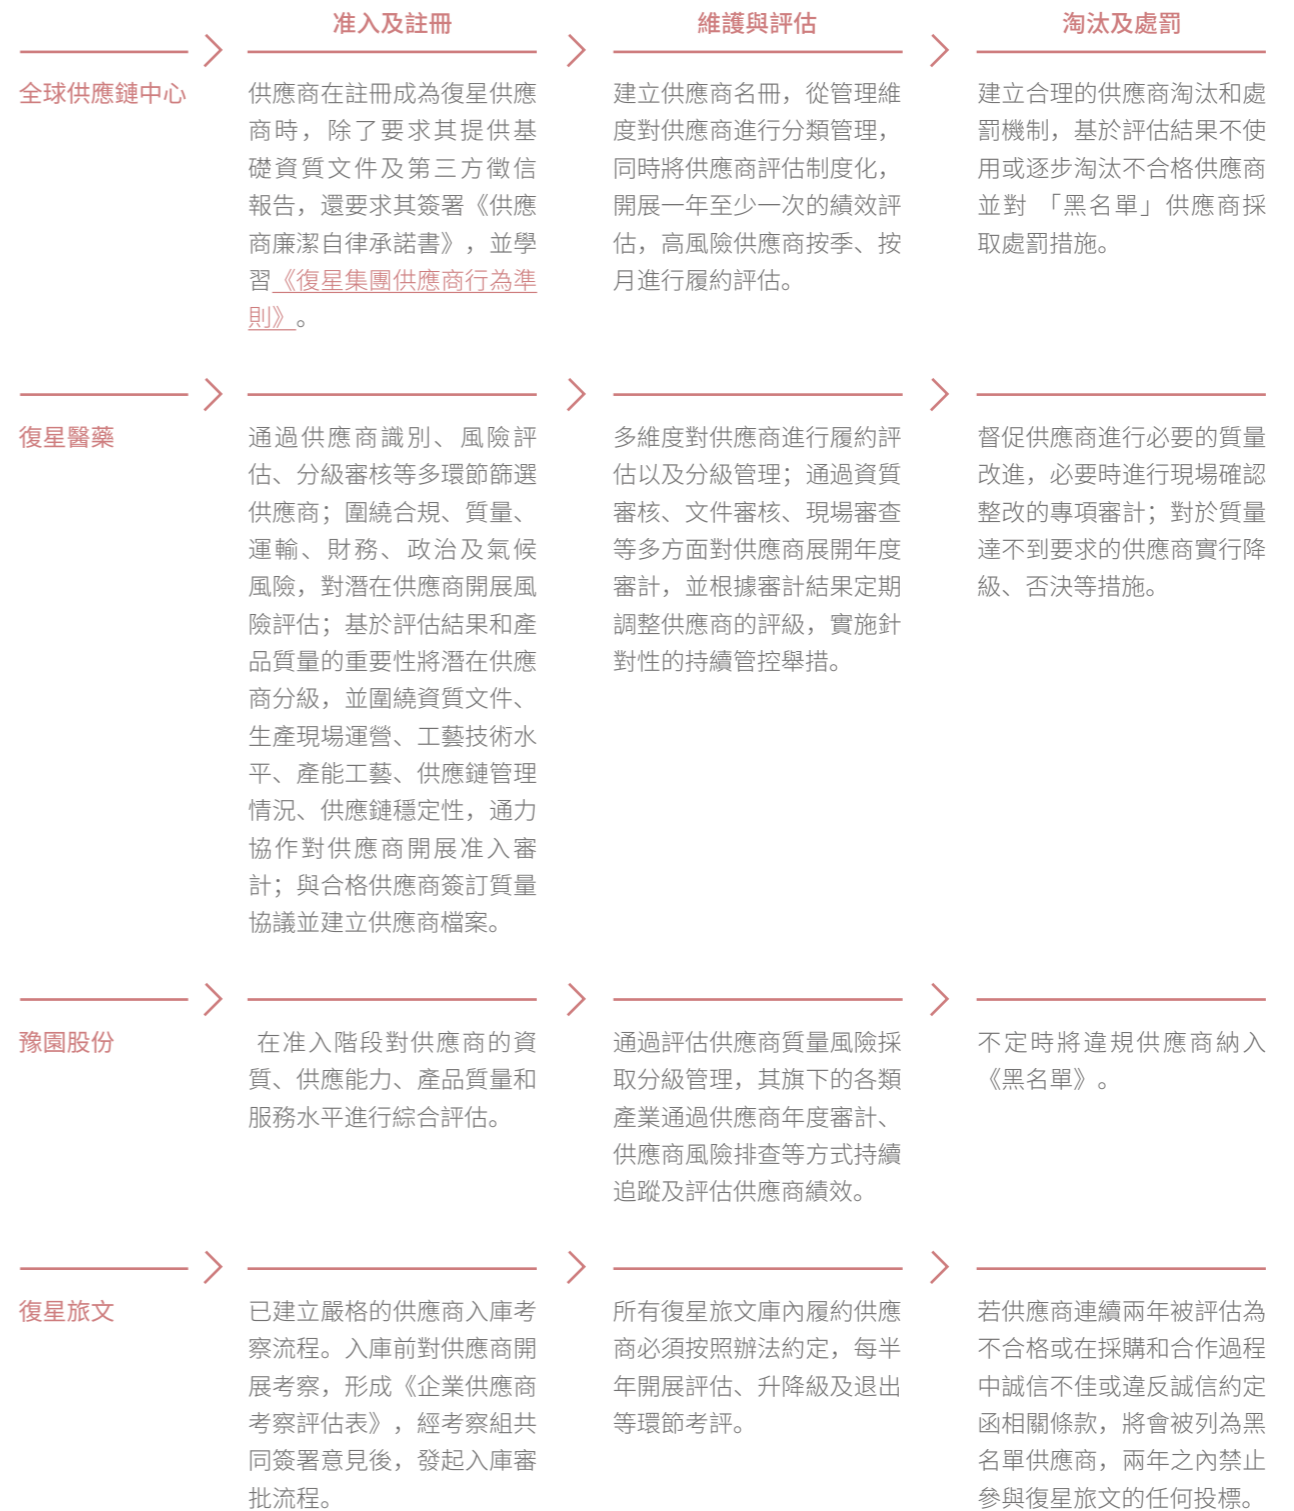 准入及註冊
維護與評估
淘汰及處罰
全球供應鏈中心
供應商在註冊成為復星供應
商時，除了要求其提供基
礎資質文件及第三方徵信
報告，還要求其簽署《供應
商廉潔自律承諾書》，並學
習《復星集團供應商行為準
則》。
建立供應商名冊，從管理維
度對供應商進行分類管理，
同時將供應商評估制度化，
開展一年至少一次的績效評
估，高風險供應商按季、按
月進行履約評估。
建立合理的供應商淘汰和處
罰機制，基於評估結果不使
用或逐步淘汰不合格供應商
並對 「黑名單」供應商採
取處罰措施。
復星醫藥
通過供應商識別、風險評
估、分級審核等多環節篩選
供應商；圍繞合規、質量、
運輸、財務、政治及氣候
風險，對潛在供應商開展風
險評估；基於評估結果和產
品質量的重要性將潛在供應
商分級，並圍繞資質文件、
生產現場運營、工藝技術水
平、產能工藝、供應鏈管理
情況、供應鏈穩定性，通力
協作對供應商開展准入審
計；與合格供應商簽訂質量
協議並建立供應商檔案。
多維度對供應商進行履約評
估以及分級管理；通過資質
審核、文件審核、現場審查
等多方面對供應商展開年度
審計，並根據審計結果定期
調整供應商的評級，實施針
對性的持續管控舉措。
督促供應商進行必要的質量
改進，必要時進行現場確認
整改的專項審計；對於質量
達不到要求的供應商實行降
級、否決等措施。
豫園股份
在准入階段對供應商的資
質、供應能力、產品質量和
服務水平進行綜合評估。
通過評估供應商質量風險採
取分級管理，其旗下的各類
產業通過供應商年度審計、
供應商風險排查等方式持續
追蹤及評估供應商績效。
不定時將違規供應商納入
《黑名單》。
復星旅文
已建立嚴格的供應商入庫考
察流程。入庫前對供應商開
展考察，形成《企業供應商
考察評估表》，經考察組共
同簽署意見後，發起入庫審
批流程。
所有復星旅文庫內履約供應
商必須按照辦法約定，每半
年開展評估、升降級及退出
等環節考評。
若供應商連續兩年被評估為
不合格或在採購和合作過程
中誠信不佳或違反誠信約定
函相關條款，將會被列為黑
名單供應商，兩年之內禁止
參與復星旅文的任何投標。